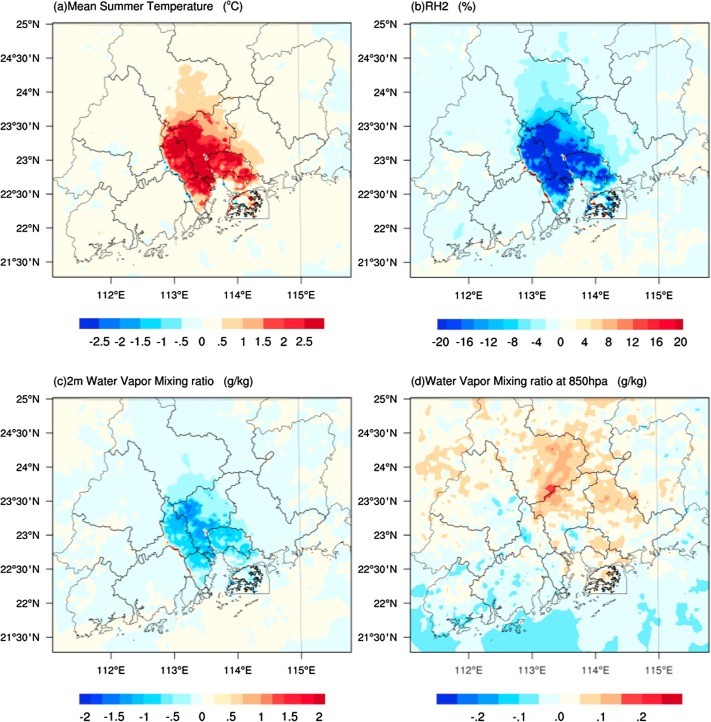 (a)Mean Summer Temperature (°C)
25°N
24°30'N
24°N
23°30'N
23°N
22°30'N
22°N
21°30'N
112°E 113°E 114°E 115°E
-2.5 -2 -1.5 -1 -.5 0 .5 1 1.5 2 2.5
(b)RH2 (%)
25°N
24°30'N
24°N
23°30'N
23°N
22°30'N
22°N
21°30'N
112°E 113°E 114°E 115°E
-20 -12 -8 -4 0 4 8 12 16 20
(c)2m Water Vapor Mixing ratio (g/kg)
25°N
24°30'N
24°N
23°30'N
23°N
22°30'N
22°N
21°30'N
112°E 113°E 114°E 115°E
-2 -1.5 -1 -.5 0 .5 1 1.5 2
(d)Water Vapor Mixing ratio at 850hpa (g/kg)
25°N
24°30'N
24°N
23°30'N
23°N
22°30'N
22°N
21°30'N
112°E 113°E 114°E 115°E
-.2 -.1 .0 .1 .2